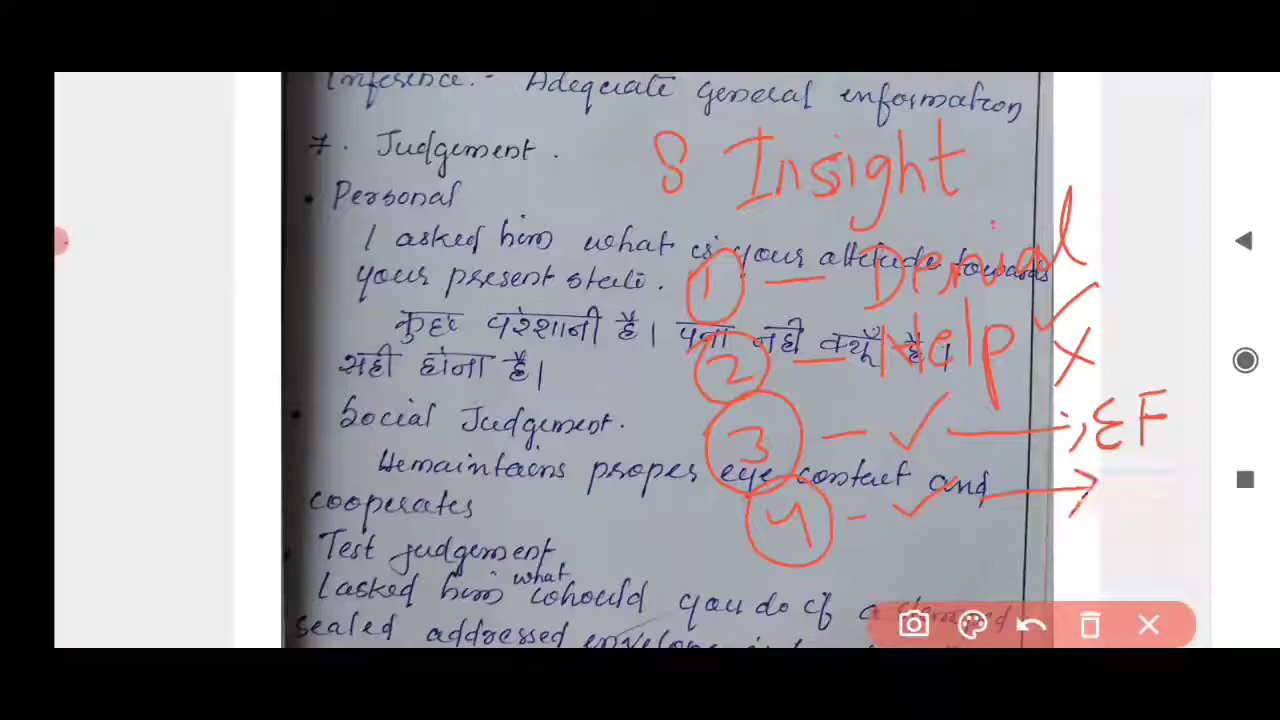 Inference:- Adequate general information
7. Judgement.
8 Insight
• Personal
I asked him what is your attitude towards
your present state.
1 — Denial
कुछ परेशानी है। पता नहीं क्यूँ है।
सही होना है।
2 — Help ✓ X
• Social Judgement.
3 — ✓ — ; EF
He maintains proper eye contact and
cooperates
4 - ✓ →
• Test judgement
I asked him what whould you do if a
sealed addressed envelope